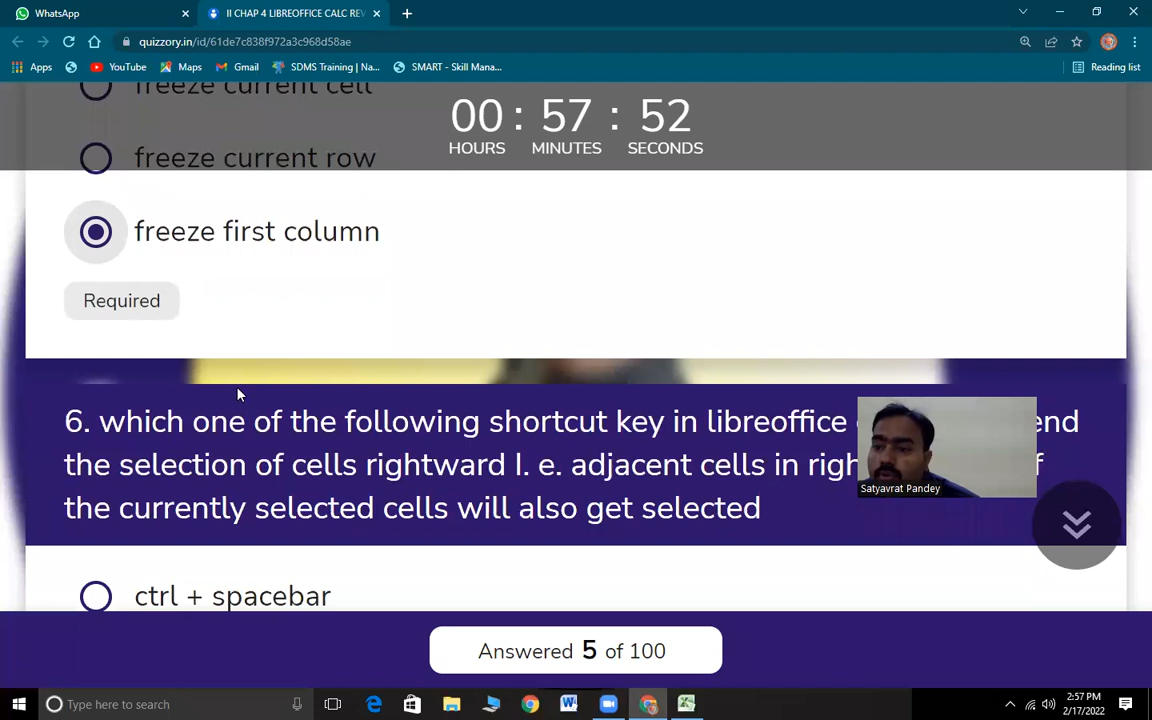 WhatsApp
II CHAP 4 LIBREOFFICE CALC REV
quizzory.in/id/61de7c838f972a3c968d58ae
Apps
YouTube
Maps
Gmail
SDMS Training | Na...
SMART - Skill Mana...
Reading list
freeze current cell
00 : 57 : 52
HOURS MINUTES SECONDS
freeze current row
freeze first column
Required
6. which one of the following shortcut key in libreoffice end
the selection of cells rightward I. e. adjacent cells in
the currently selected cells will also get selected
Satyavrat Pandey
ctrl + spacebar
Answered 5 of 100
Type here to search
2:57 PM
2/17/2022